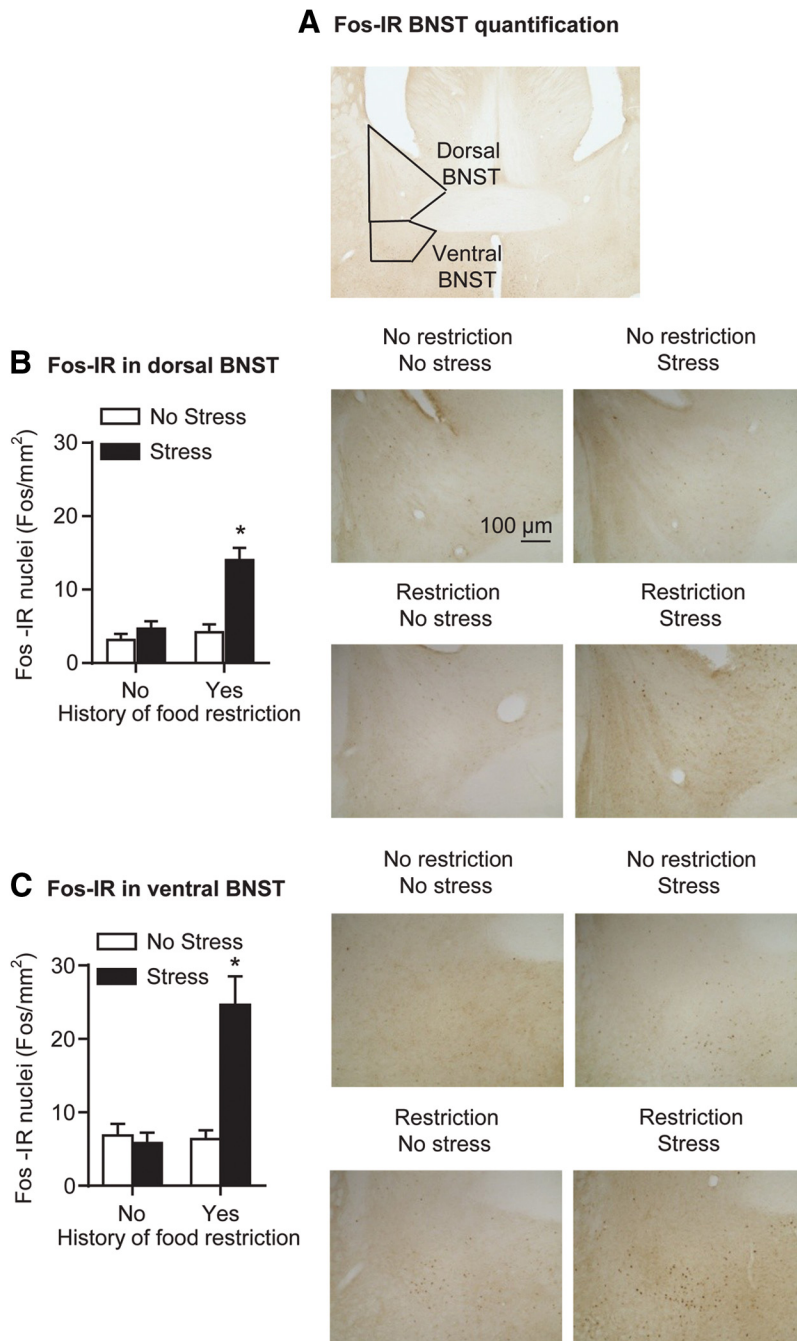 A Fos-IR BNST quantification
Dorsal
BNST
Ventral
BNST
B Fos-IR in dorsal BNST
No Stress
Stress
Fos -IR nuclei (Fos/mm²)
30
20
10
0
*
No
Yes
History of food restriction
No restriction
No stress
No restriction
Stress
100 µm
Restriction
No stress
Restriction
Stress
C Fos-IR in ventral BNST
No Stress
Stress
Fos -IR nuclei (Fos/mm²)
30
20
10
0
*
No
Yes
History of food restriction
No restriction
No stress
No restriction
Stress
Restriction
No stress
Restriction
Stress